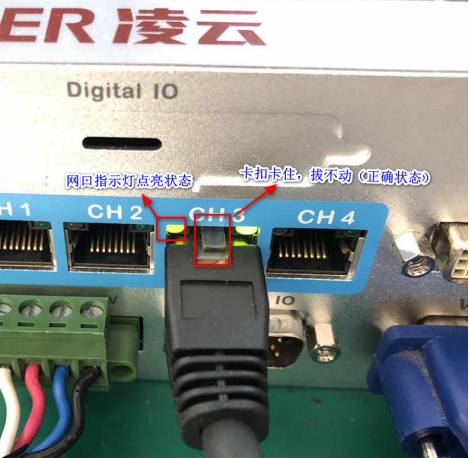 ER 凌云
Digital IO
网口指示灯点亮状态
卡扣卡住，拔不动（正确状态）
H 1
CH 2
CH 3
CH 4
IO